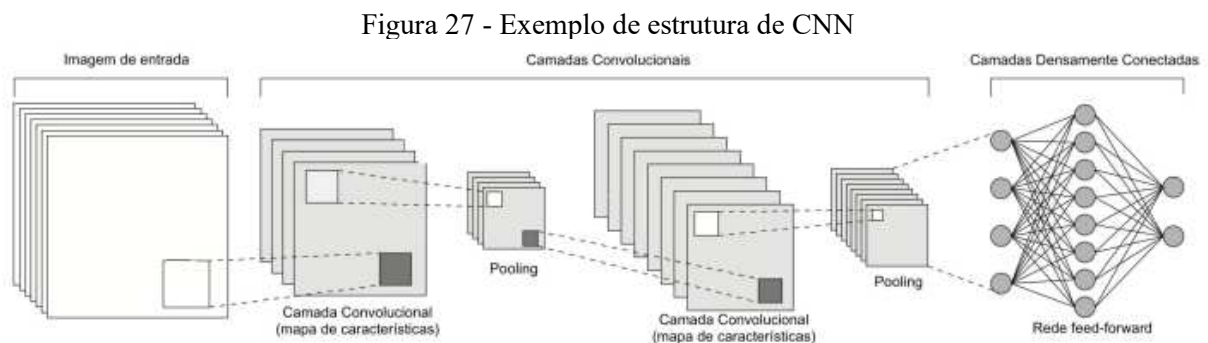 Figura 27 - Exemplo de estrutura de CNN
Imagem de entrada
Camadas Convolucionais
Camadas Densamente Conectadas
Pooling
Camada Convolucional
(mapa de características)
Camada Convolucional
(mapa de características)
Pooling
Rede feed-forward